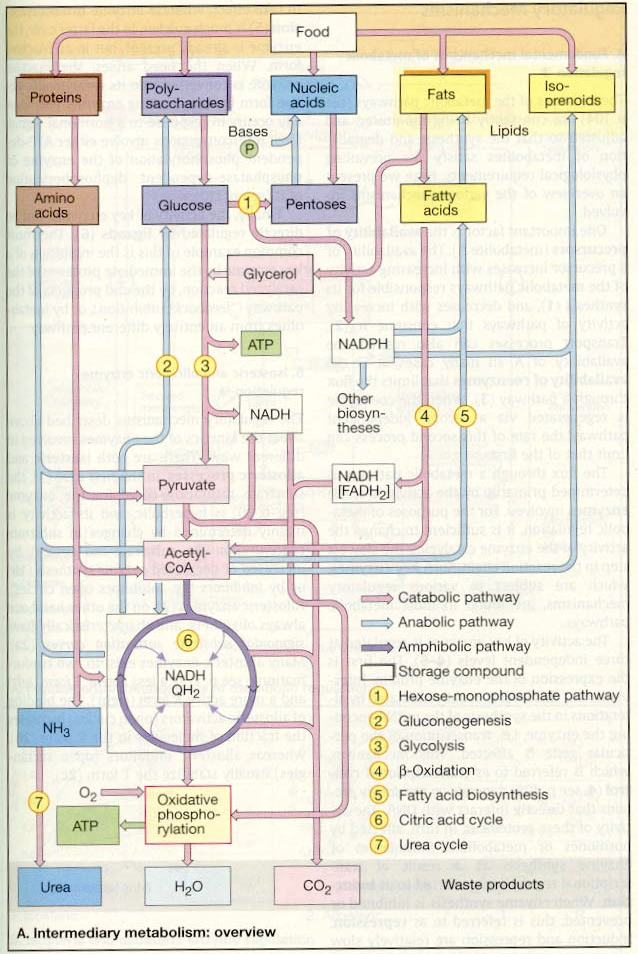 Food
Proteins
Poly-
saccharides
Nucleic
acids
Fats
Iso-
prenoids
Bases
P
Lipids
Amino
acids
Glucose
1
Pentoses
Fatty
acids
Glycerol
ATP
NADPH
2
3
Other
biosyn-
theses
4
5
NADH
Pyruvate
NADH
[FADH2]
Acetyl-
CoA
Catabolic pathway
Anabolic pathway
Amphibolic pathway
Storage compound
1 Hexose-monophosphate pathway
2 Gluconeogenesis
3 Glycolysis
4 β-Oxidation
5 Fatty acid biosynthesis
6 Citric acid cycle
7 Urea cycle
6
NADH
QH2
NH3
7
O2
ATP
Oxidative
phospho-
rylation
Urea
H2O
CO2
Waste products
A. Intermediary metabolism: overview